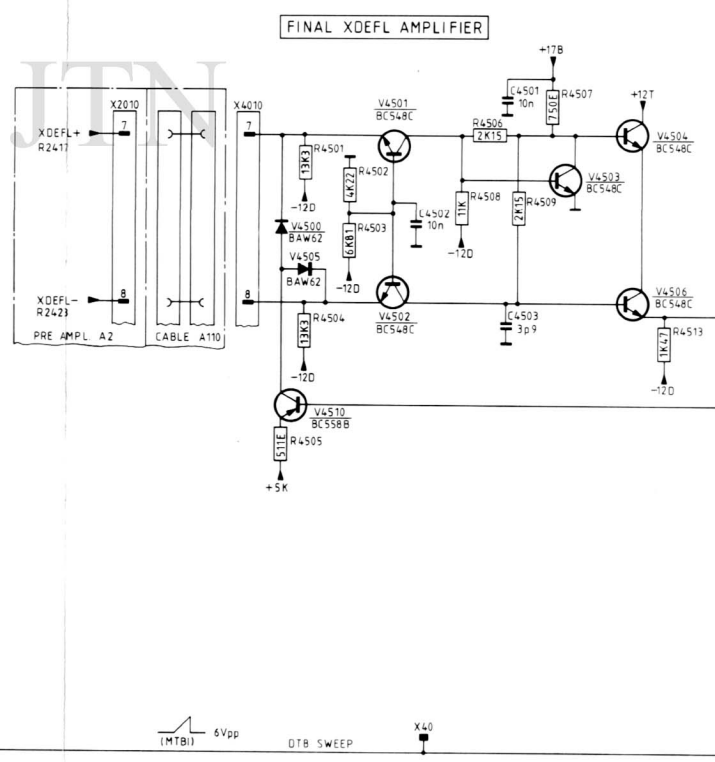 FINAL XDEFL AMPLIFIER
JTN
+17B
C4501
10n
R4507
750E
+12T
X2010
7
X4010
7
XDEFL+
R2417
V4501
BC548C
R4506
2K15
V4504
BC548C
R4501
13K3
R4502
4K22
V4503
BC548C
-12D
R4508
11K
R4509
2K15
C4502
10n
R4503
6K81
V4500
BAW62
V4505
BAW62
-12D
-12D
XDEFL-
R2423
8
8
V4506
BC548C
R4504
13K3
V4502
BC548C
C4503
3p9
R4513
1K47
PRE AMPL. A2
CABLE A110
-12D
-12D
V4510
BC558B
R4505
511E
+5K
6Vpp
(MTBI)
DTB SWEEP
X40